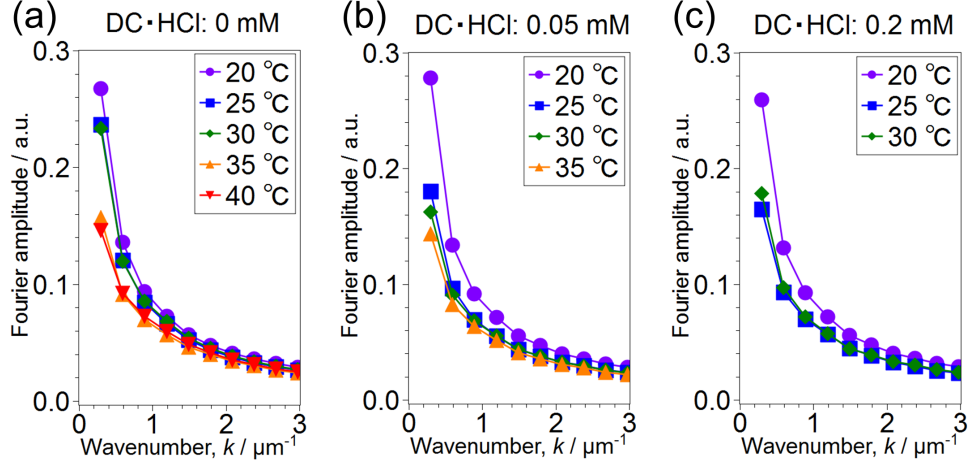 (a) DC・HCl: 0 mM
0.3
0.2
0.1
0.0
Fourier amplitude / a.u.
20 ℃
25 ℃
30 ℃
35 ℃
40 ℃
0 1 2 3
Wavenumber, k / μm-1
(b) DC・HCl: 0.05 mM
0.3
0.2
0.1
0.0
Fourier amplitude / a.u.
20 ℃
25 ℃
30 ℃
35 ℃
0 1 2 3
Wavenumber, k / μm-1
(c) DC・HCl: 0.2 mM
0.3
0.2
0.1
0.0
Fourier amplitude / a.u.
20 ℃
25 ℃
30 ℃
0 1 2 3
Wavenumber, k / μm-1